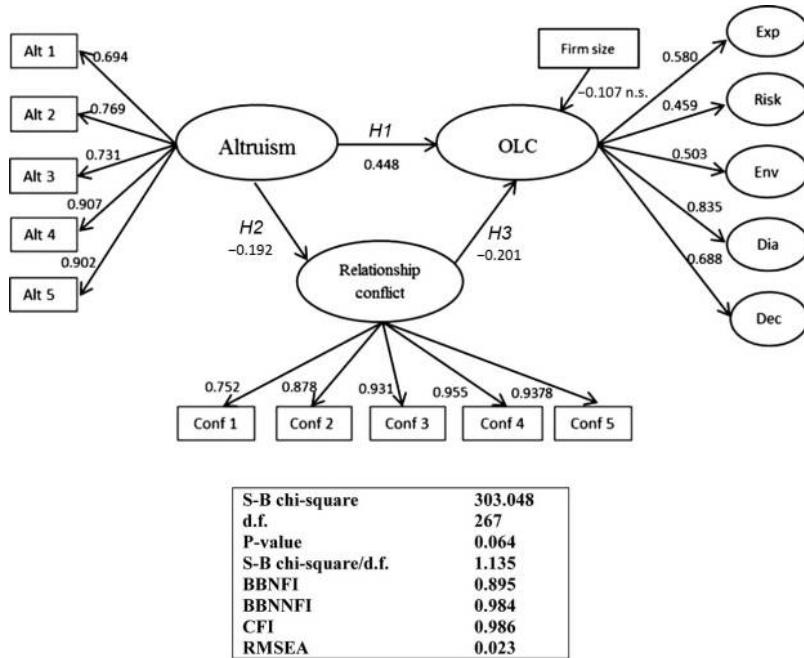 Alt 1
Alt 2
Alt 3
Alt 4
Alt 5
0.694
0.769
0.731
0.907
0.902
Altruism
H1
0.448
H2
−0.192
Relationship
conflict
H3
−0.201
Firm size
−0.107 n.s.
OLC
0.580
0.459
0.503
0.835
0.688
Exp
Risk
Env
Dia
Dec
0.752
0.878
0.931
0.955
0.9378
Conf 1
Conf 2
Conf 3
Conf 4
Conf 5
S-B chi-square 303.048
d.f. 267
P-value 0.064
S-B chi-square/d.f. 1.135
BBNFI 0.895
BBNNFI 0.984
CFI 0.986
RMSEA 0.023